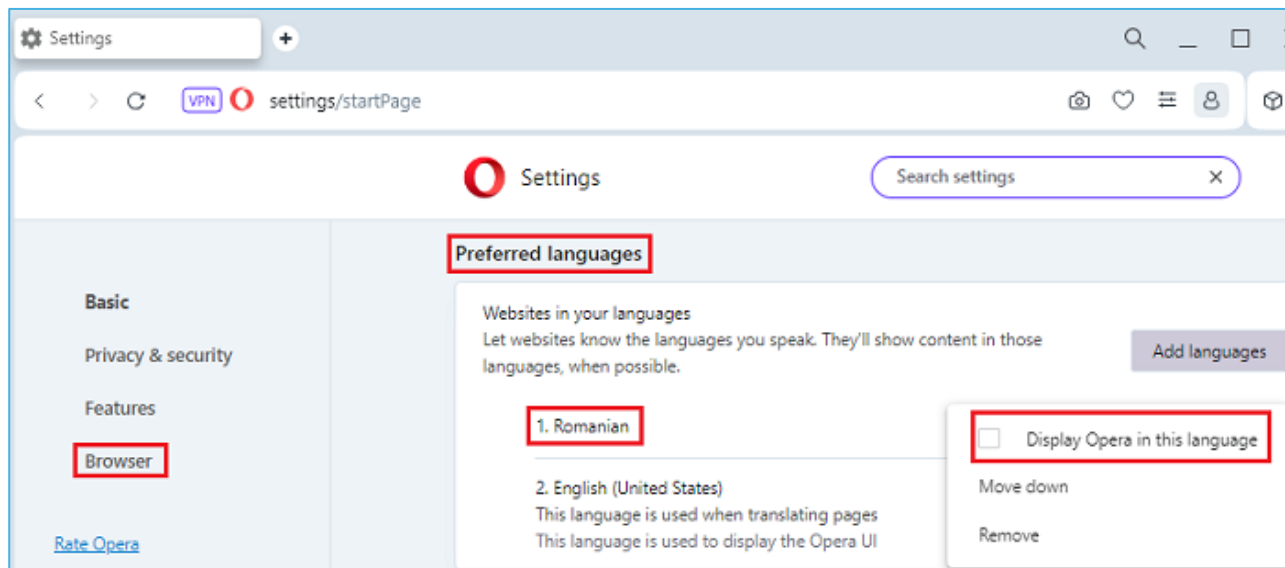 Settings
VPN
settings/startPage
Settings
Search settings
Preferred languages
Basic
Privacy & security
Features
Browser
Rate Opera
Websites in your languages
Let websites know the languages you speak. They'll show content in those
languages, when possible.
Add languages
1. Romanian
Display Opera in this language
Move down
Remove
2. English (United States)
This language is used when translating pages
This language is used to display the Opera UI